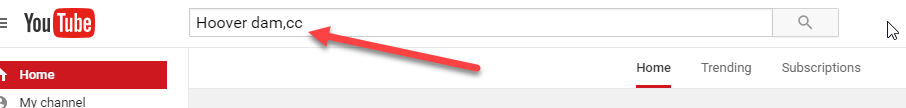 YouTube Hoover dam,cc
Home Home Trending Subscriptions
My channel